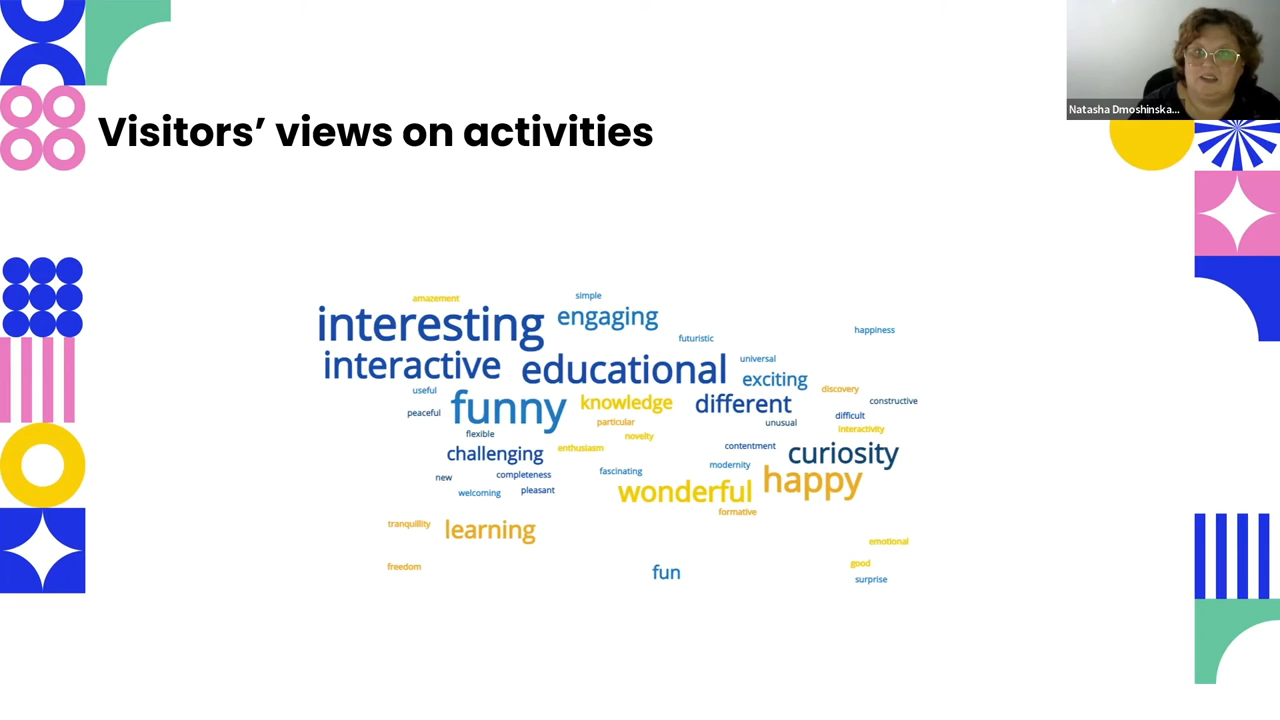 Natasha Dmoshinska...
Visitors' views on activities
amazement
simple
interesting
engaging
futuristic
happiness
interactive
educational
universal
exciting
useful
discovery
peaceful
funny
knowledge
different
constructive
particular
unusual
difficult
interactivity
flexible
novelty
challenging
enthusiasm
contentment
curiosity
new
completeness
fascinating
modernity
happy
welcoming
pleasant
wonderful
formative
tranquillity
learning
emotional
freedom
fun
good
surprise